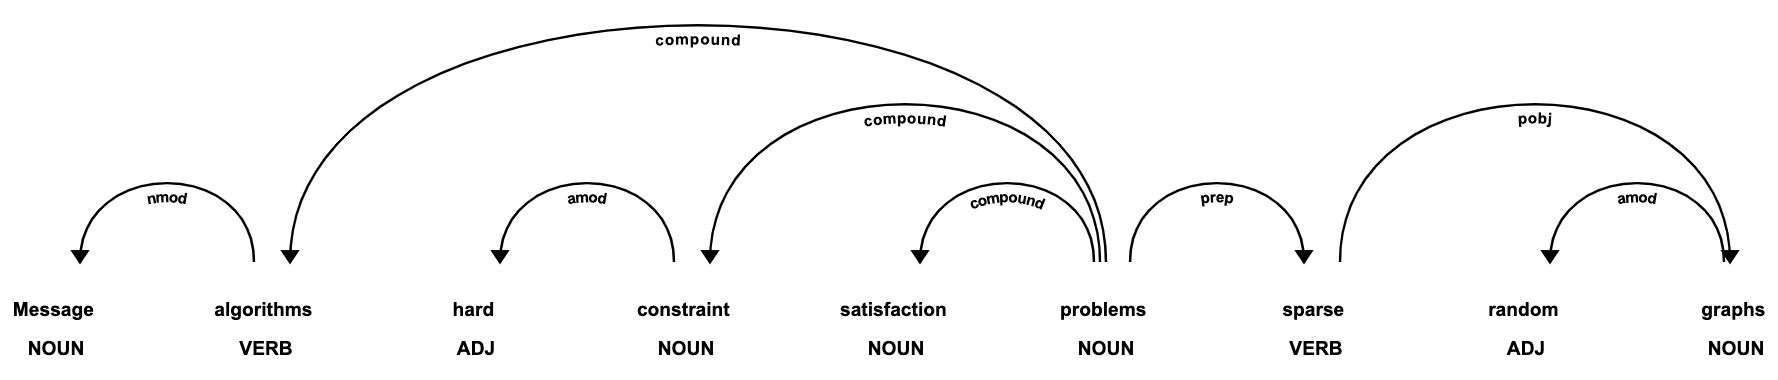 compound
compound
pobj
nmod
amod
compound
prep
amod
Message algorithms hard constraint satisfaction problems sparse random graphs
NOUN VERB ADJ NOUN NOUN NOUN VERB ADJ NOUN